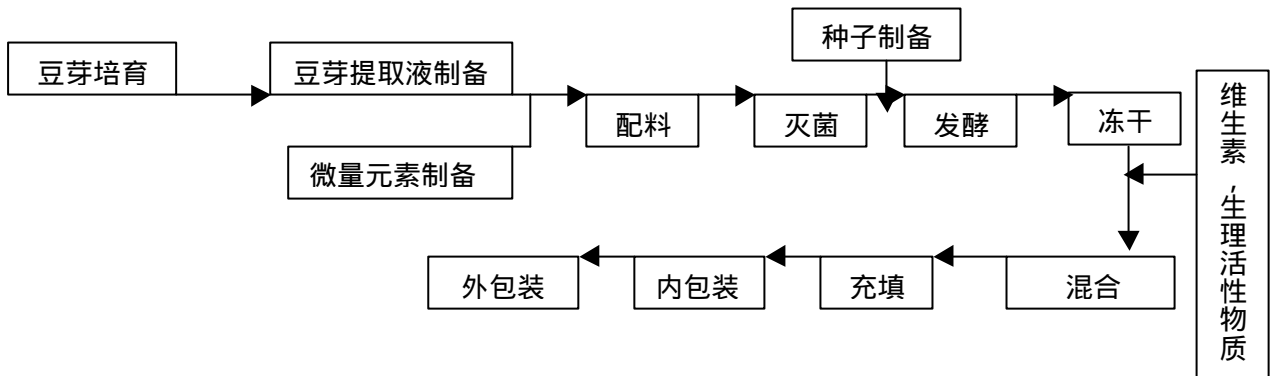 种子制备
豆芽培育
豆芽提取液制备
配料
灭菌
发酵
冻干
微量元素制备
维生素，生理活性物质
外包装
内包装
充填
混合